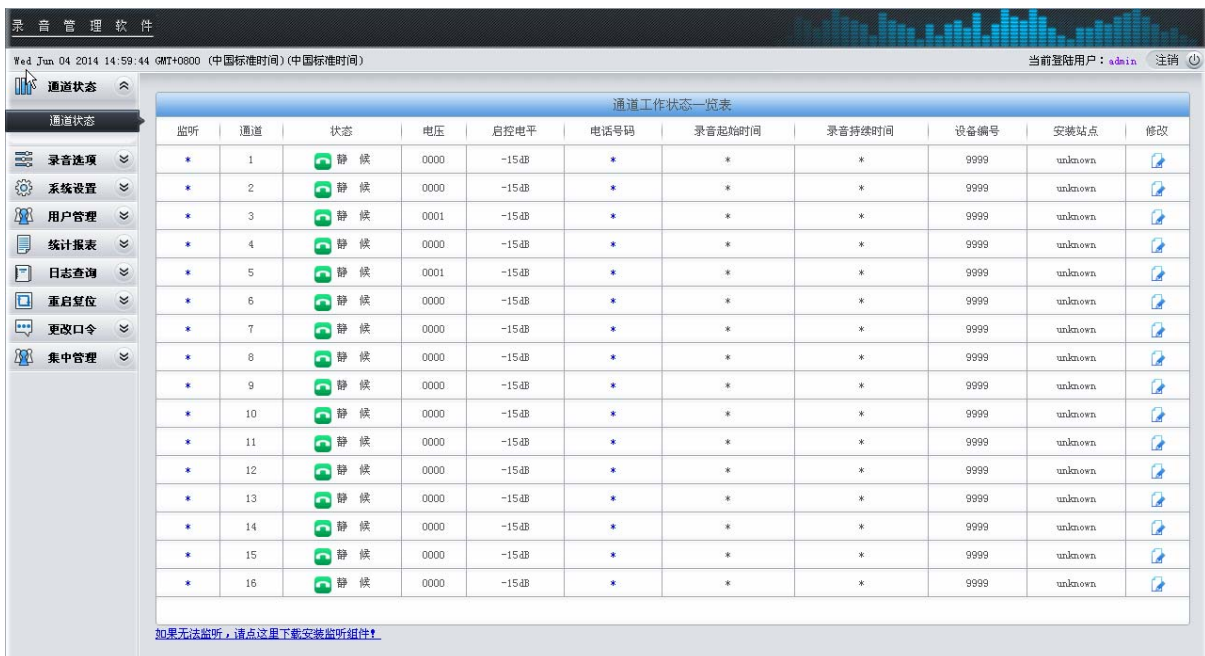 录音管理软件
Wed Jun 04 2014 14:59:44 GMT+0800 (中国标准时间)(中国标准时间) 当前登陆用户：admin 注销
通道状态
通道状态
录音选项
系统设置
用户管理
统计报表
日志查询
重启复位
更改口令
集中管理
通道工作状态一览表
监听 通道 状态 电压 启控电平 电话号码 录音起始时间 录音持续时间 设备编号 安装站点 修改
* 1 静 候 0000 -15dB * * * 9999 unknown
* 2 静 候 0000 -15dB * * * 9999 unknown
* 3 静 候 0001 -15dB * * * 9999 unknown
* 4 静 候 0000 -15dB * * * 9999 unknown
* 5 静 候 0001 -15dB * * * 9999 unknown
* 6 静 候 0000 -15dB * * * 9999 unknown
* 7 静 候 0000 -15dB * * * 9999 unknown
* 8 静 候 0000 -15dB * * * 9999 unknown
* 9 静 候 0000 -15dB * * * 9999 unknown
* 10 静 候 0000 -15dB * * * 9999 unknown
* 11 静 候 0000 -15dB * * * 9999 unknown
* 12 静 候 0000 -15dB * * * 9999 unknown
* 13 静 候 0000 -15dB * * * 9999 unknown
* 14 静 候 0000 -15dB * * * 9999 unknown
* 15 静 候 0000 -15dB * * * 9999 unknown
* 16 静 候 0000 -15dB * * * 9999 unknown
如果无法监听，请点这里下载安装监听组件！